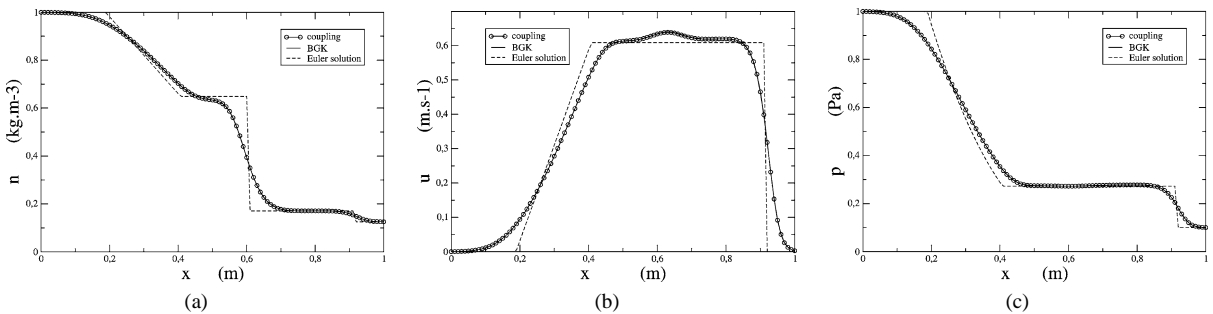 1
0,8
0,6
0,4
0,2
0
n (kg.m-3)
0 0,2 0,4 0,6 0,8 1
x (m)
coupling
BGK
Euler solution
(a)
0,6
0,5
0,4
0,3
0,2
0,1
0
u (m.s-1)
0 0,2 0,4 0,6 0,8 1
x (m)
coupling
BGK
Euler solution
(b)
1
0,8
0,6
0,4
0,2
0
p (Pa)
0 0,2 0,4 0,6 0,8 1
x (m)
coupling
BGK
Euler solution
(c)